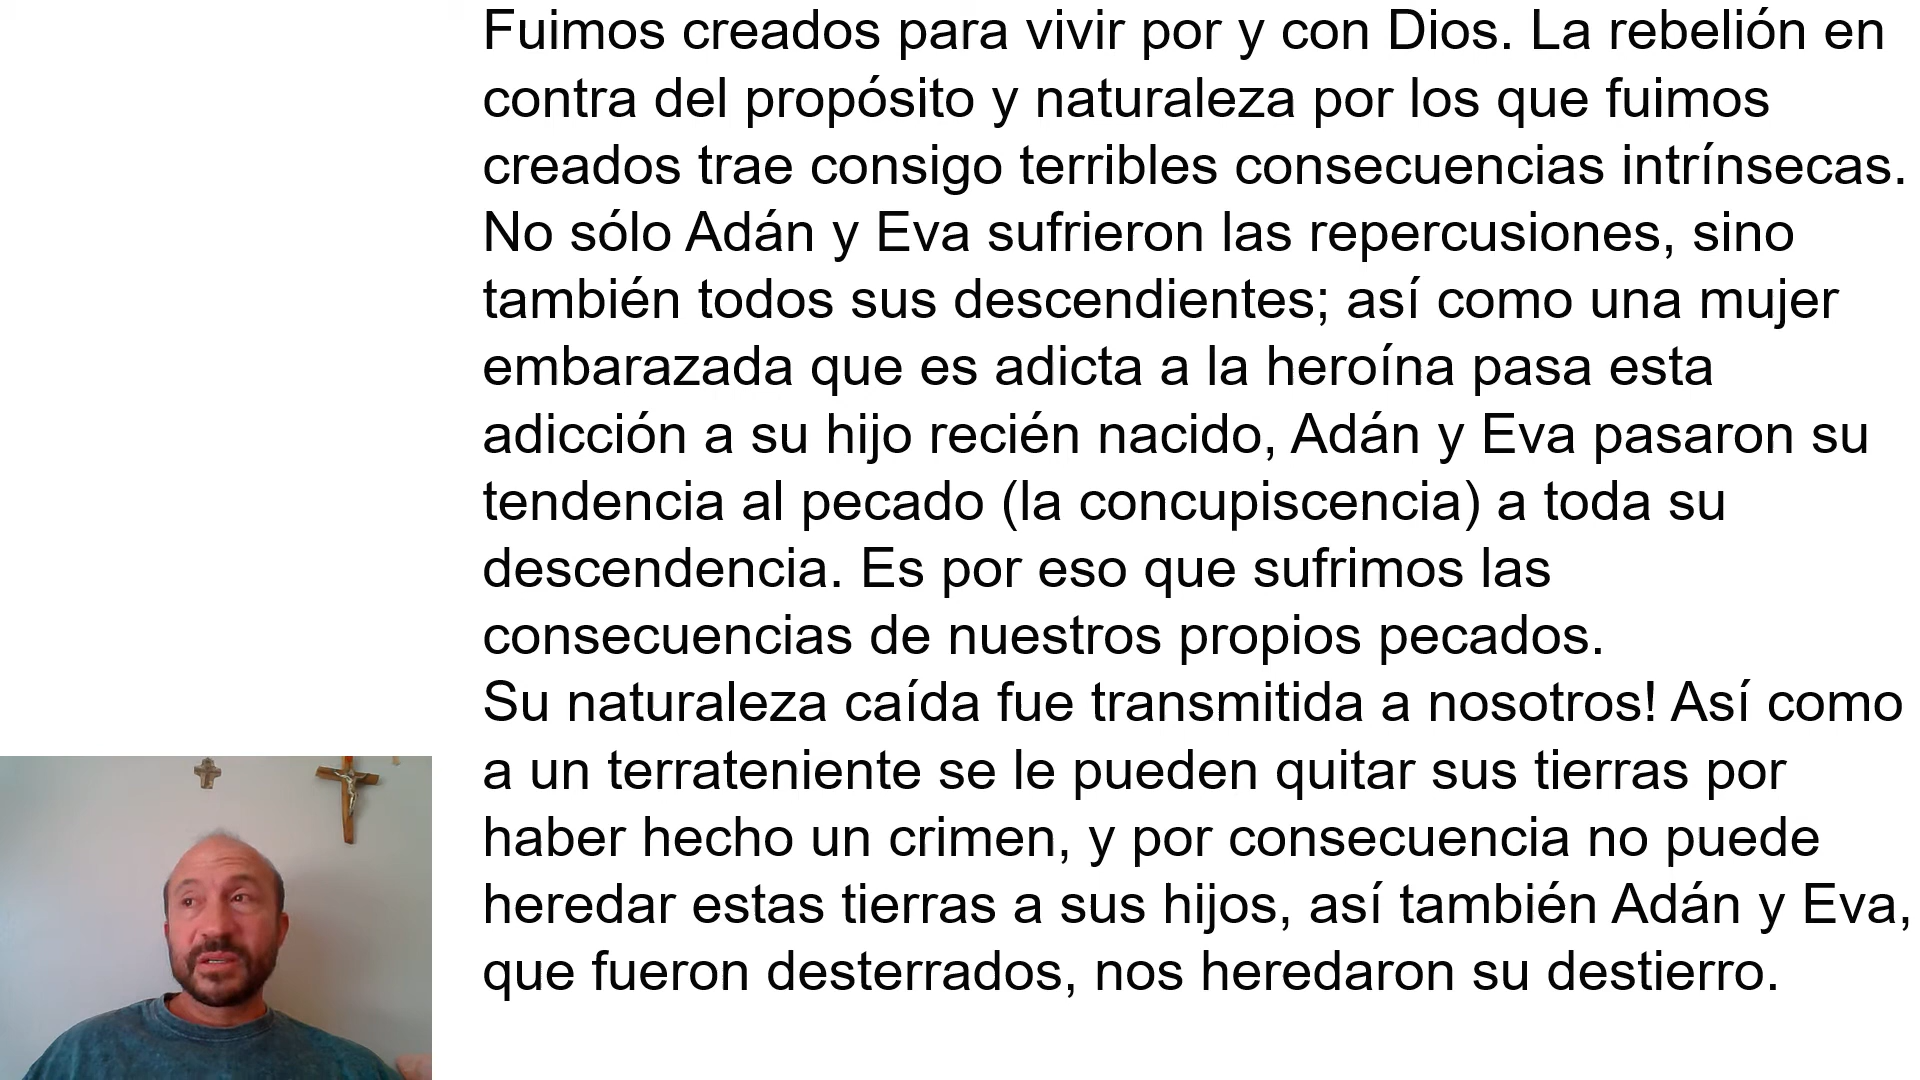 Fuimos creados para vivir por y con Dios. La rebelión en
contra del propósito y naturaleza por los que fuimos
creados trae consigo terribles consecuencias intrínsecas.
No sólo Adán y Eva sufrieron las repercusiones, sino
también todos sus descendientes; así como una mujer
embarazada que es adicta a la heroína pasa esta
adicción a su hijo recién nacido, Adán y Eva pasaron su
tendencia al pecado (la concupiscencia) a toda su
descendencia. Es por eso que sufrimos las
consecuencias de nuestros propios pecados.
Su naturaleza caída fue transmitida a nosotros! Así como
a un terrateniente se le pueden quitar sus tierras por
haber hecho un crimen, y por consecuencia no puede
heredar estas tierras a sus hijos, así también Adán y Eva,
que fueron desterrados, nos heredaron su destierro.